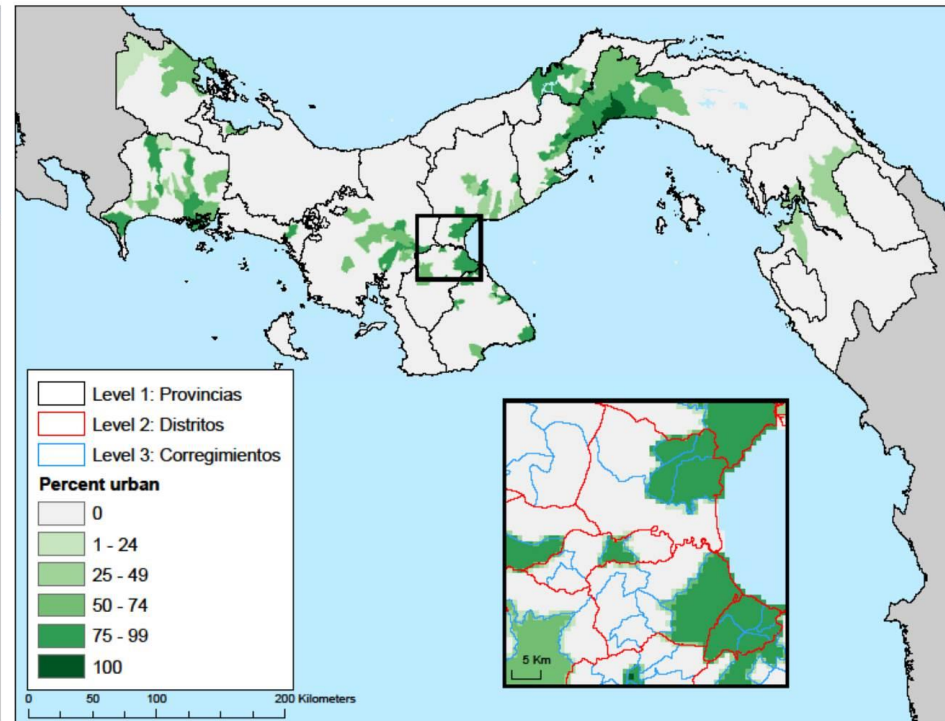 Level 1: Provincias
Level 2: Distritos
Level 3: Corregimientos
Percent urban
0
1 - 24
25 - 49
50 - 74
75 - 99
100
0 50 100 200 Kilometers
5 Km